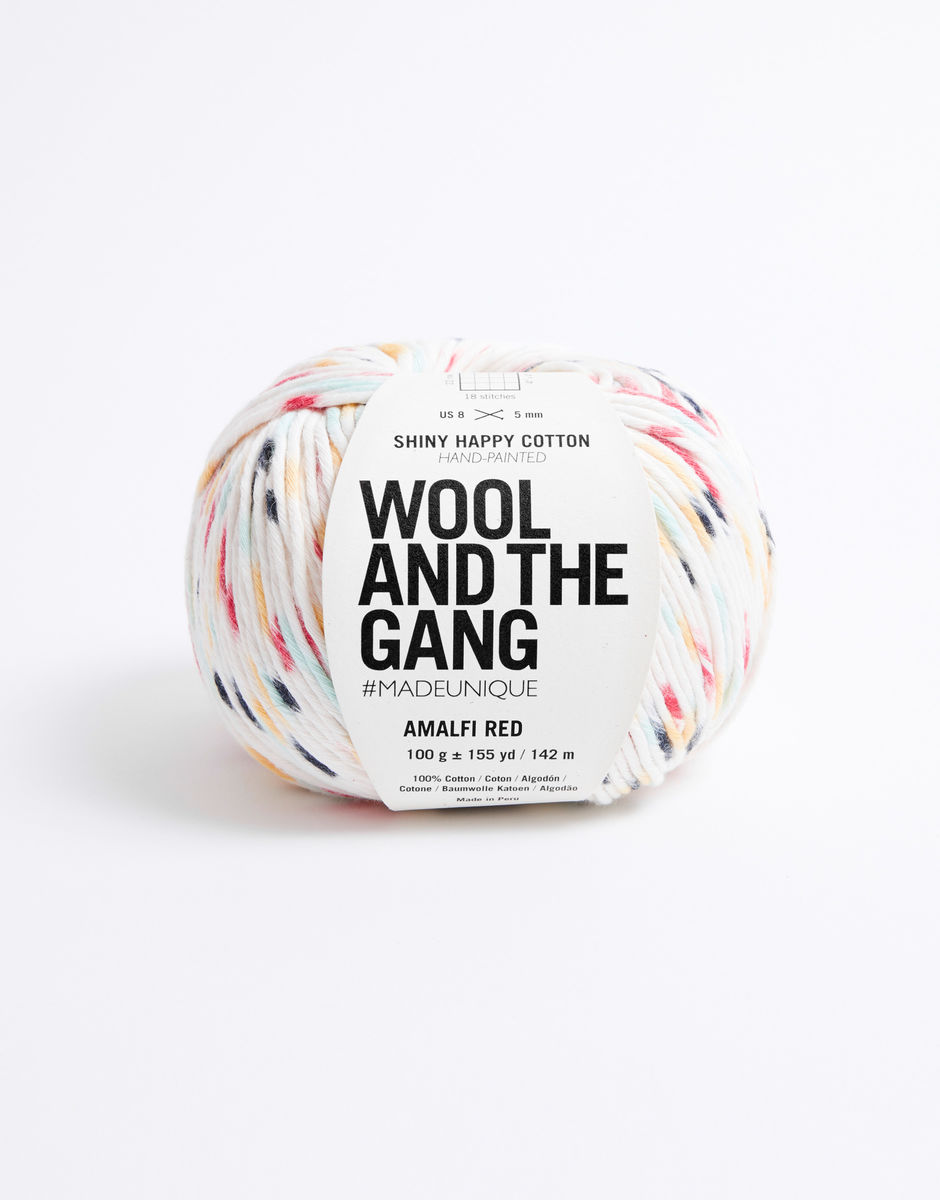 18 stitches
US 8 5 mm
SHINY HAPPY COTTON
HAND-PAINTED
WOOL
AND THE
GANG
#MADEUNIQUE
AMALFI RED
100 g ± 155 yd / 142 m
100% Cotton / Coton / Algodón /
Cotone / Baumwolle Katoen / Algodão
Made in Peru